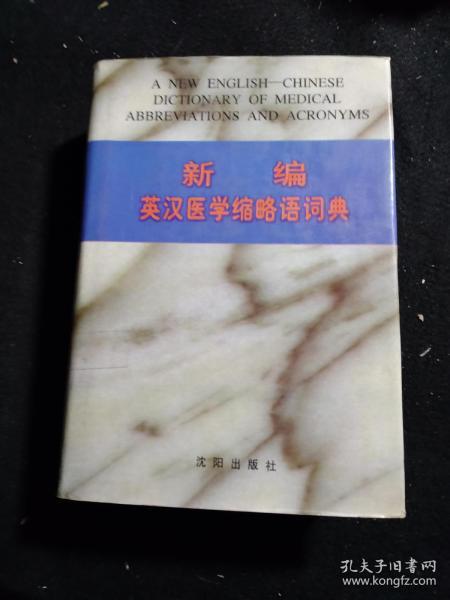 A NEW ENGLISH—CHINESE
DICTIONARY OF MEDICAL
ABBREVIATIONS AND ACRONYMS
新 编
英汉医学缩略语词典
沈阳出版社
孔夫子旧书网
www.kongfz.com